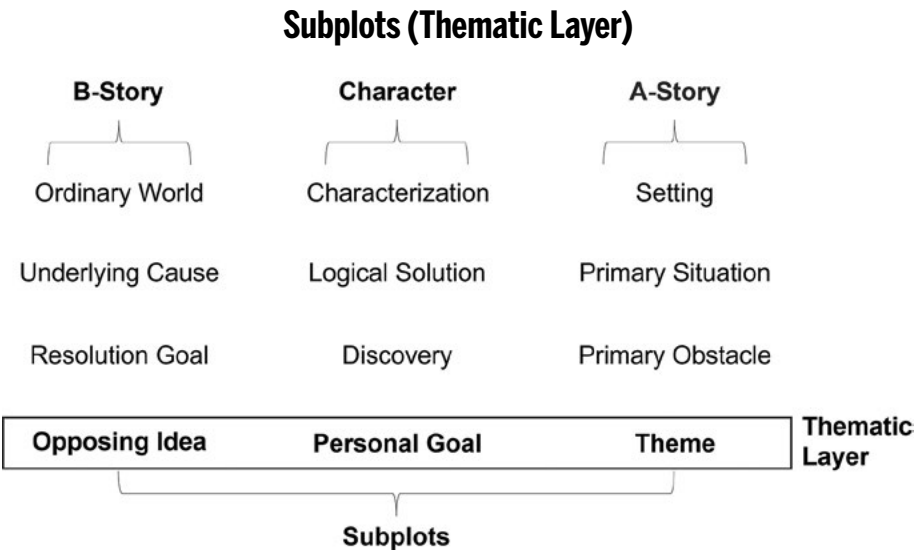 Subplots (Thematic Layer)
B-Story Character A-Story
Ordinary World Characterization Setting
Underlying Cause Logical Solution Primary Situation
Resolution Goal Discovery Primary Obstacle
Opposing Idea Personal Goal Theme
Thematic
Layer
Subplots